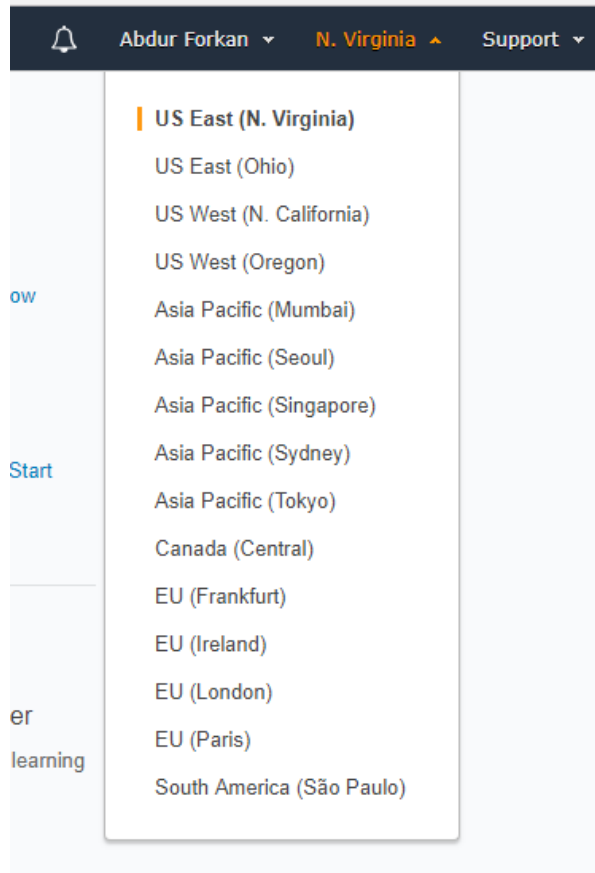 Abdur Forkan N. Virginia Support
US East (N. Virginia)
US East (Ohio)
US West (N. California)
US West (Oregon)
ow
Asia Pacific (Mumbai)
Asia Pacific (Seoul)
Asia Pacific (Singapore)
Asia Pacific (Sydney)
Start
Asia Pacific (Tokyo)
Canada (Central)
EU (Frankfurt)
EU (Ireland)
EU (London)
er
EU (Paris)
learning
South America (São Paulo)